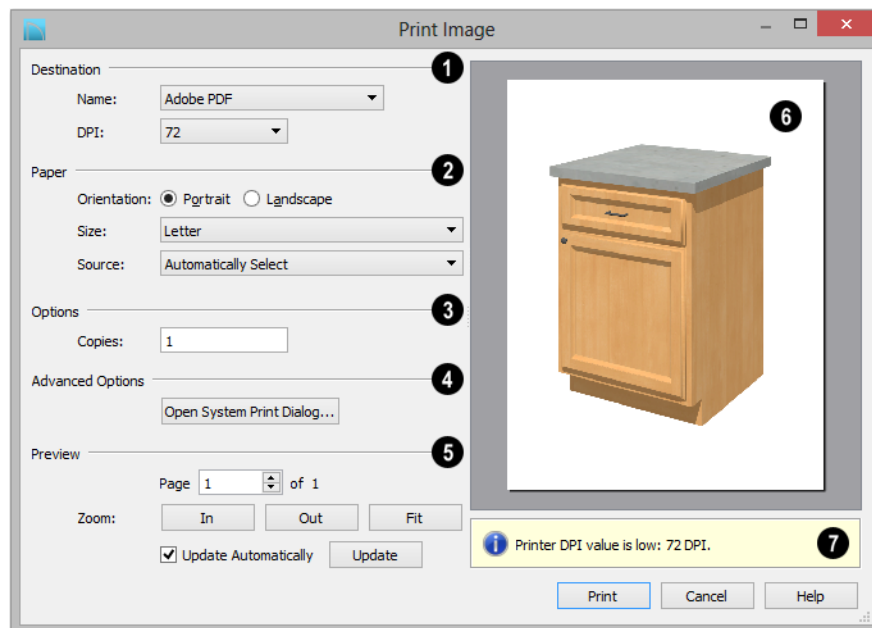 Print Image
Destination 1
Name: Adobe PDF
DPI: 72
Paper 2
Orientation: Portrait Landscape
Size: Letter
Source: Automatically Select
Options 3
Copies: 1
Advanced Options 4
Open System Print Dialog...
Preview 5
Page 1 of 1
Zoom: In Out Fit
Update Automatically Update
6
Printer DPI value is low: 72 DPI. 7
Print Cancel Help